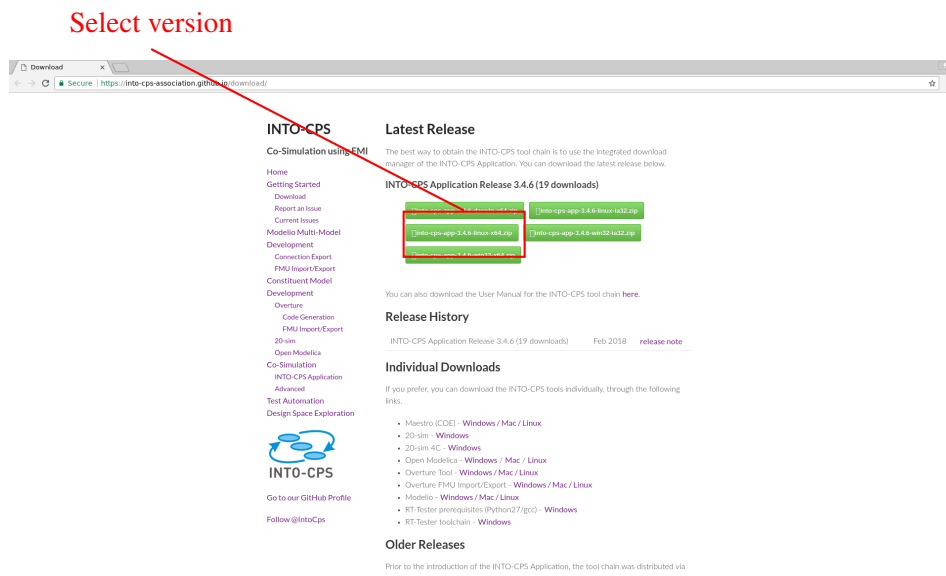 Select version
Download
Secure https://into-cps-association.github.io/download/
INTO-CPS
Co-Simulation using FMI
Home
Getting Started
Download
Report an Issue
Current Issues
Modelio Multi-Model
Development
Connection Export
FMU Import/Export
Constituent Model
Development
Overture
Code Generation
FMU Import/Export
20-sim
Open Modelica
Co-Simulation
INTO-CPS Application
Advanced
Test Automation
Design Space Exploration
INTO-CPS
Go to our GitHub Profile
Follow @IntoCps
Latest Release
The best way to obtain the INTO-CPS tool chain is to use the integrated download
manager of the INTO-CPS Application. You can download the latest release below.
INTO-CPS Application Release 3.4.6 (19 downloads)
into-cps-app-3.4.6-linux-ia32.zip
into-cps-app-3.4.6-linux-x64.zip
into-cps-app-3.4.6-win32-ia32.zip
You can also download the User Manual for the INTO-CPS tool chain here.
Release History
INTO-CPS Application Release 3.4.6 (19 downloads) Feb 2018 release note
Individual Downloads
If you prefer, you can download the INTO-CPS tools individually, through the following
links.
• Maestro (COE) - Windows / Mac / Linux
• 20-sim - Windows
• 20-sim 4C - Windows
• Open Modelica - Windows / Mac / Linux
• Overture Tool - Windows / Mac / Linux
• Overture FMU Import/Export - Windows / Mac / Linux
• Modelio - Windows / Mac / Linux
• RT-Tester prerequisites (Python27/gcc) - Windows
• RT-Tester toolchain - Windows
Older Releases
Prior to the introduction of the INTO-CPS Application, the tool chain was distributed via